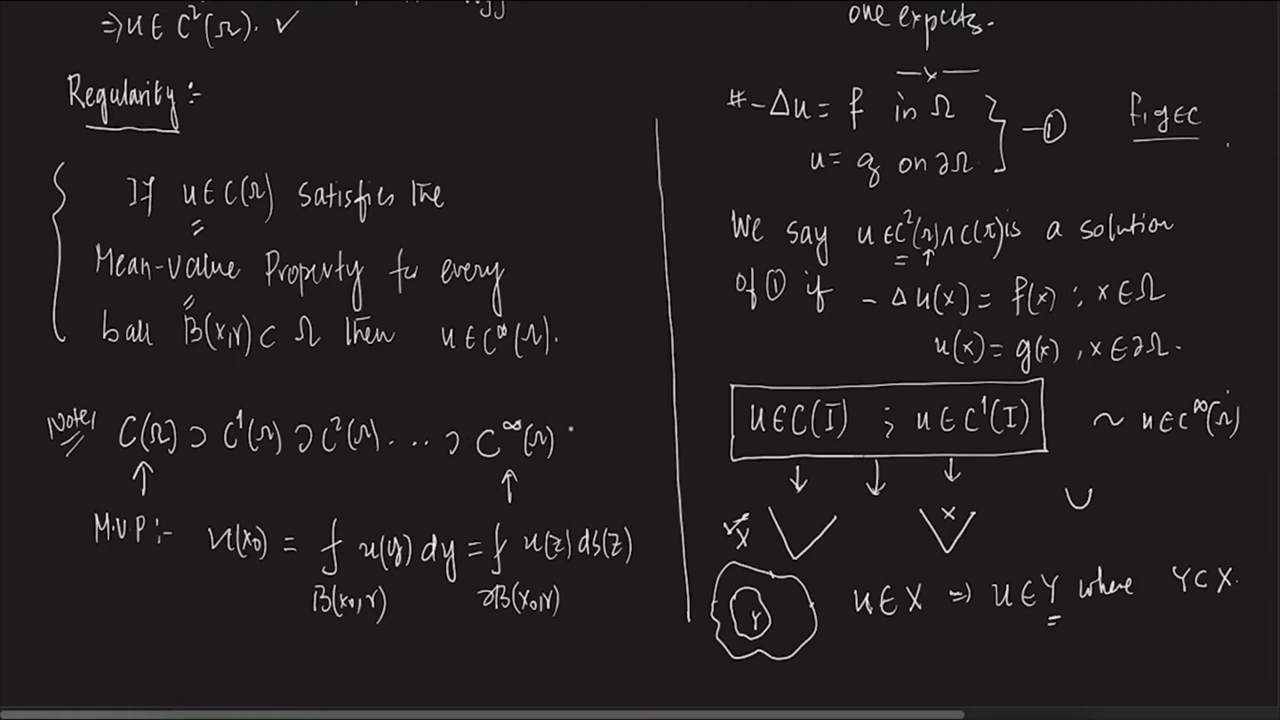 ⇒ u ∈ C²(Ω). ✓
Regularity :-
If u ∈ C(Ω) satisfies the
Mean-value Property for every
ball B(x,r) ⊂ Ω then u ∈ C^∞(Ω).
Note/ C(Ω) ⊃ C¹(Ω) ⊃ C²(Ω) .... ⊃ C^∞(Ω)
M.V.P :- u(x₀) = ⨍ u(y) dy = ⨍ u(z) ds(z)
B(x₀,r) ∂B(x₀,r)
one expects.
# -Δu = f in Ω
u = g on ∂Ω } -① f,g ∈ C
We say u ∈ C²(Ω) ∩ C(Ω̄) is a solution
of ① if -Δu(x) = f(x) ; x ∈ Ω
u(x) = g(x) , x ∈ ∂Ω.
u ∈ C(I) ; u ∈ C¹(I) ~ u ∈ C^∞(Ω)
X
Y
u ∈ X ⇒ u ∈ Y where Y ⊂ X.